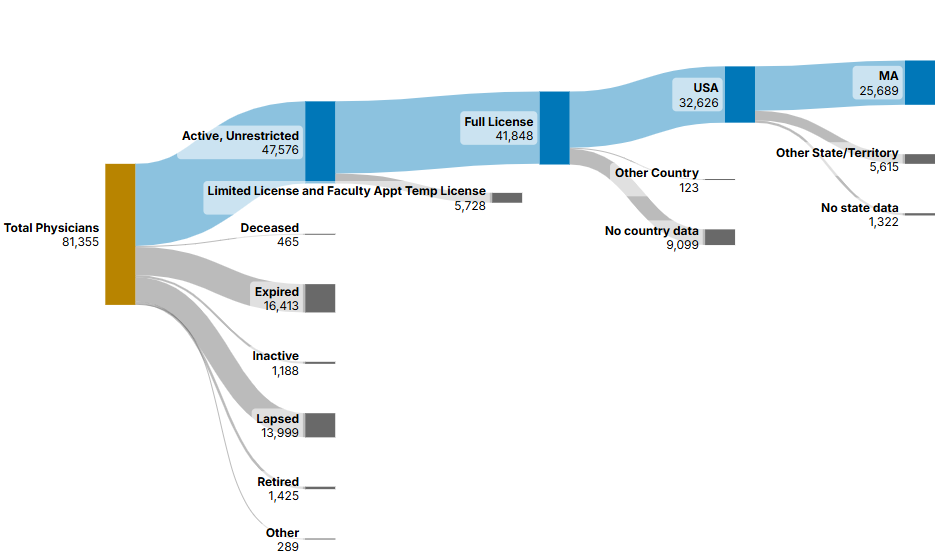 Total Physicians
81,355
Active, Unrestricted
47,576
Limited License and Faculty Appt Temp License
5,728
Deceased
465
Expired
16,413
Inactive
1,188
Lapsed
13,999
Retired
1,425
Other
289
Full License
41,848
USA
32,626
Other Country
123
No country data
9,099
MA
25,689
Other State/Territory
5,615
No state data
1,322